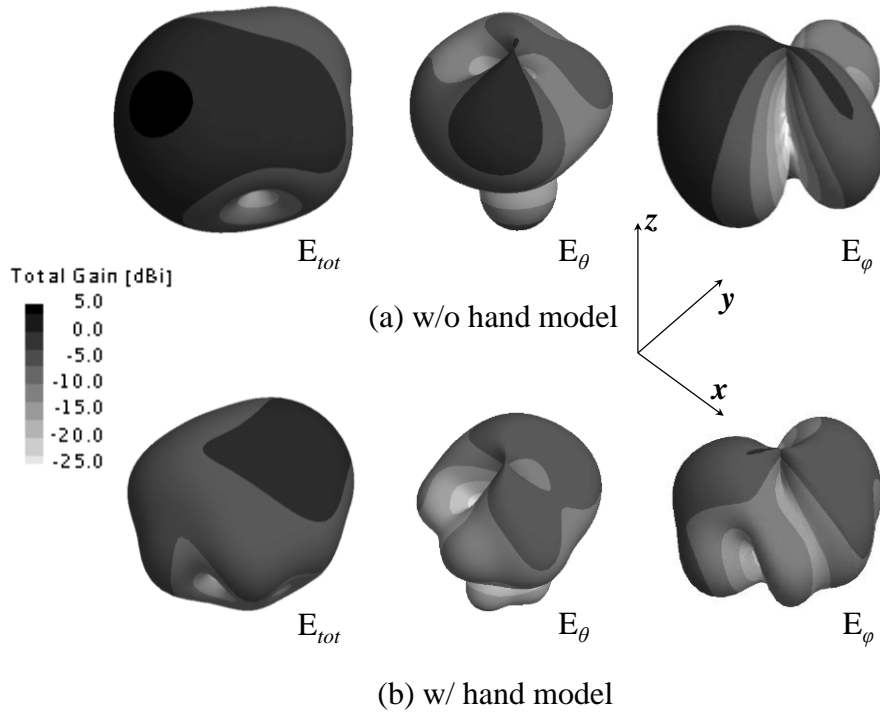 E_tot
E_θ
E_φ
z
y
x
(a) w/o hand model
Total Gain [dBi]
5.0
0.0
-5.0
-10.0
-15.0
-20.0
-25.0
E_tot
E_θ
E_φ
(b) w/ hand model